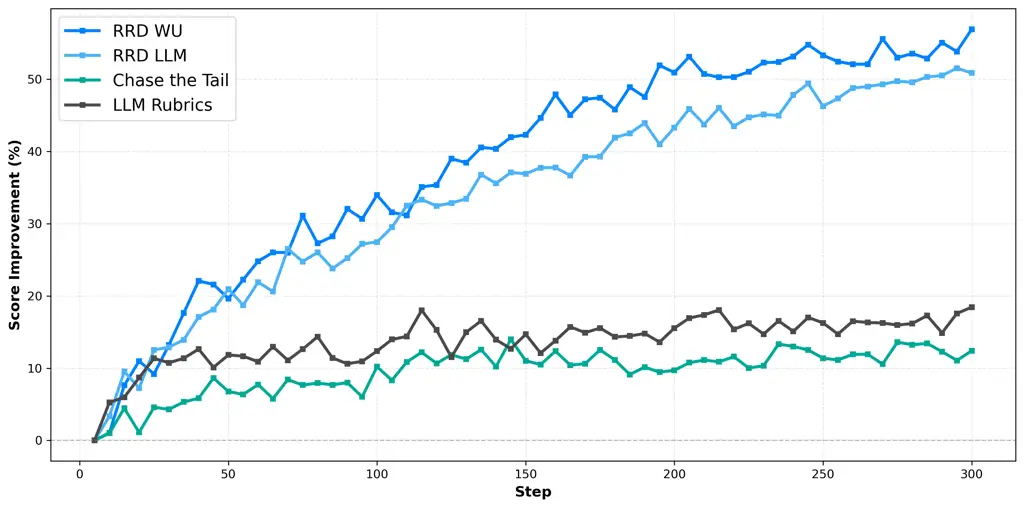 RRD WU
RRD LLM
Chase the Tail
LLM Rubrics
Score Improvement (%)
50
40
30
20
10
0
0 50 100 150 200 250 300
Step